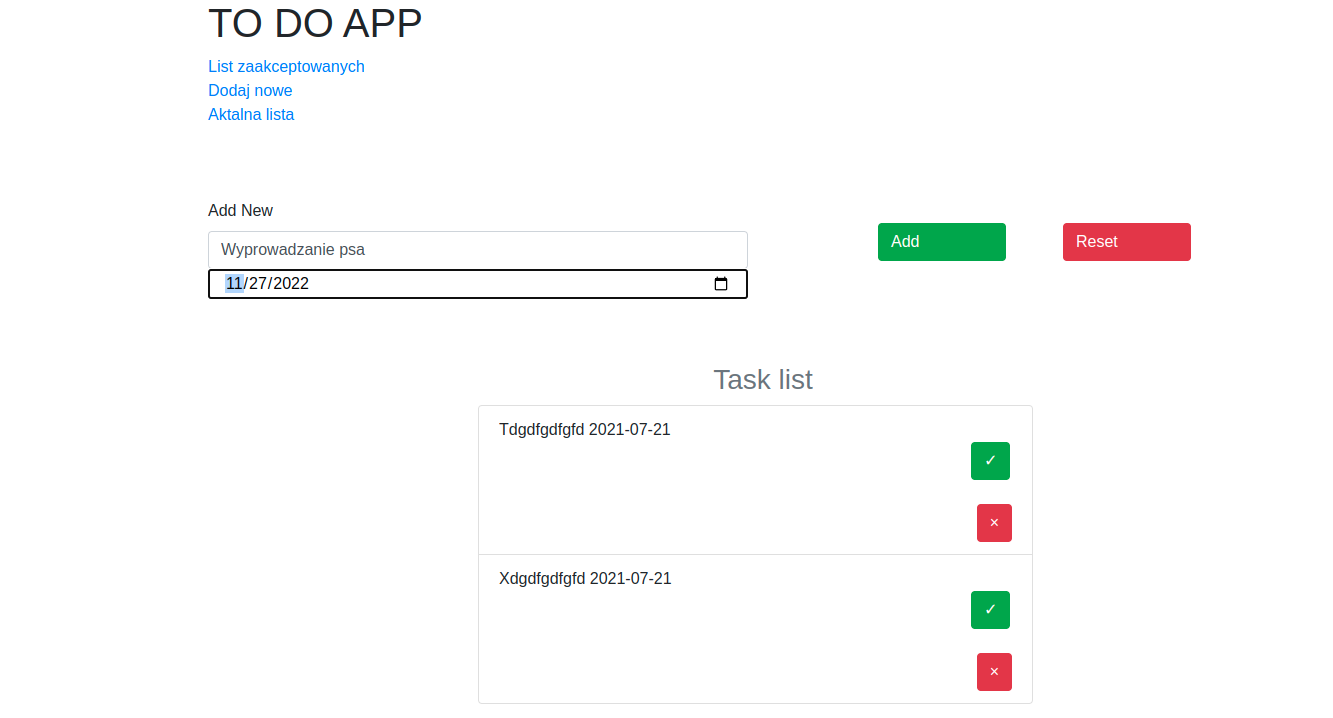 TO DO APP
List zaakceptowanych
Dodaj nowe
Aktalna lista
Add New
Wyprowadzanie psa
11/27/2022
Add
Reset
Task list
Tdgdfgdfgfd 2021-07-21
✓
×
Xdgdfgdfgfd 2021-07-21
✓
×